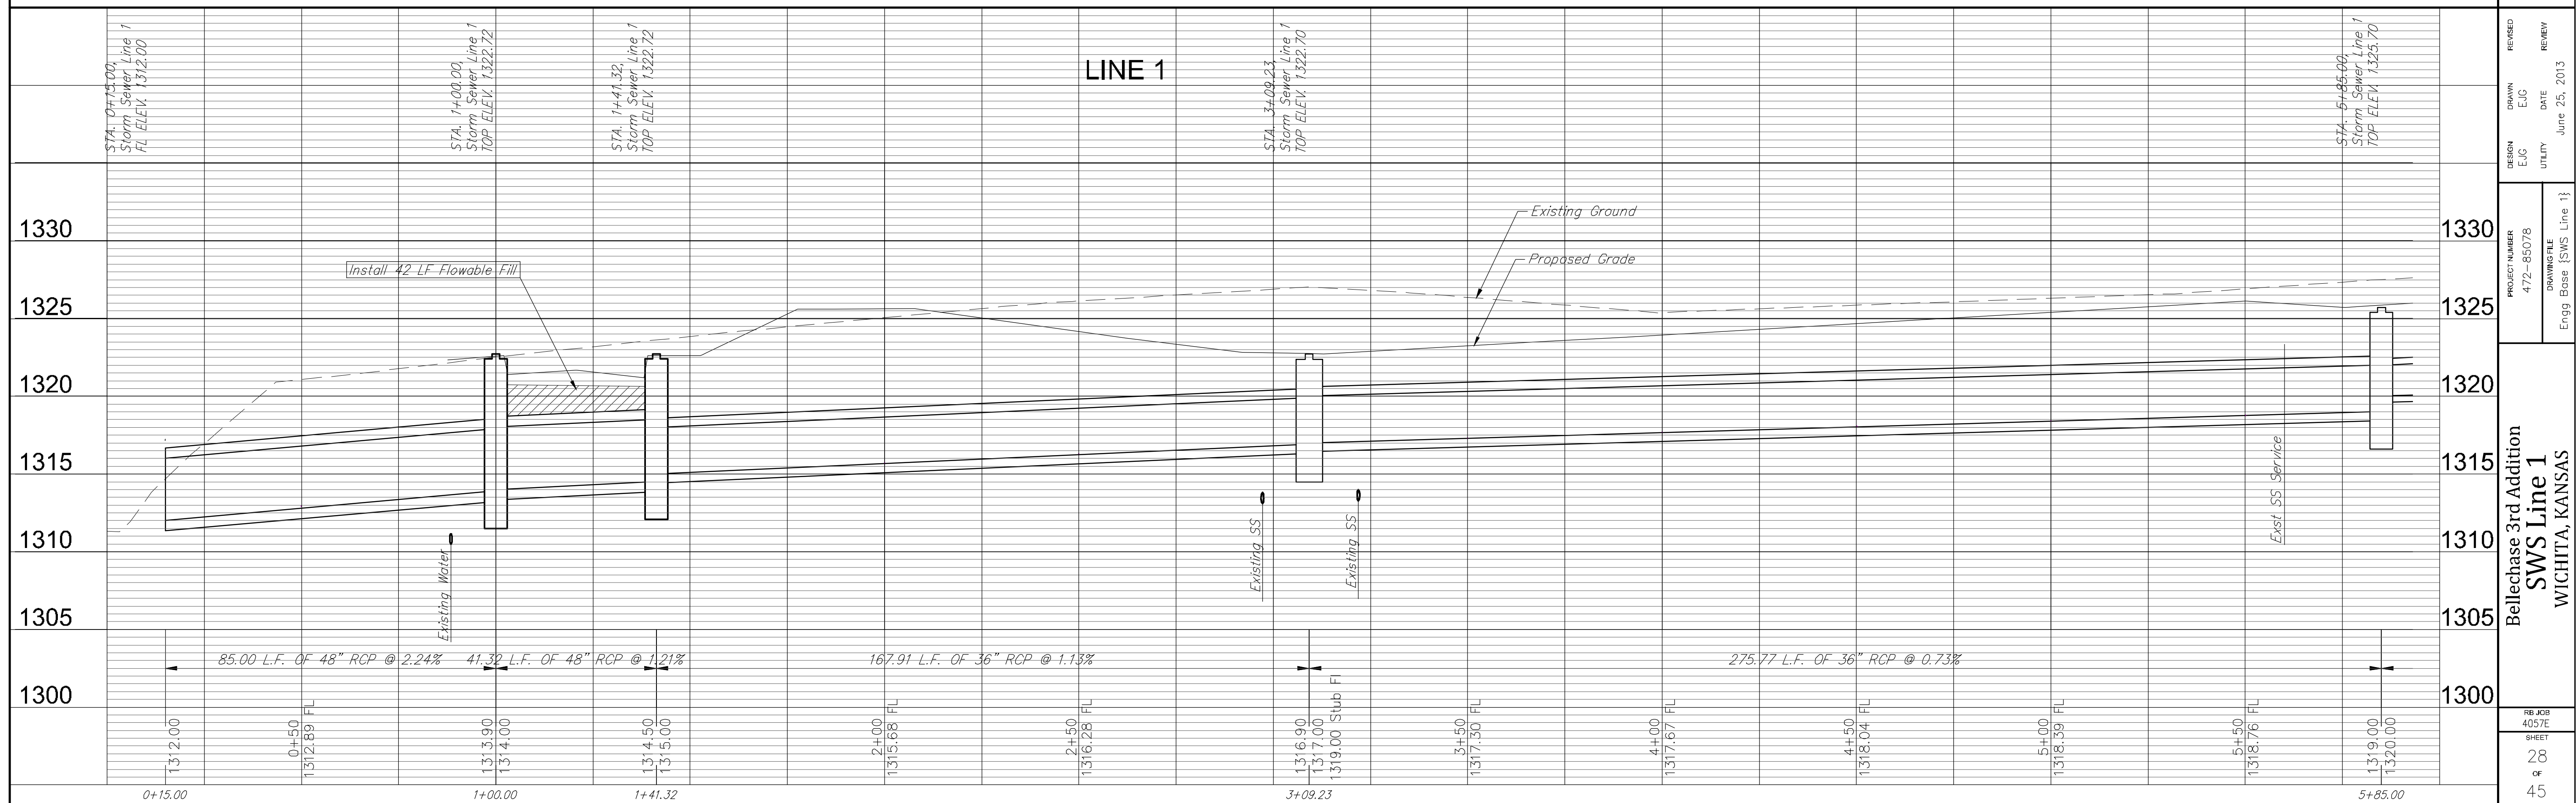 LINE 1
STA. 0+15.00,
Storm Sewer Line 1
FL ELEV. 1312.00
STA. 1+00.00,
Storm Sewer Line 1
TOP ELEV. 1322.72
STA. 1+41.32,
Storm Sewer Line 1
TOP ELEV. 1322.72
STA. 3+09.23,
Storm Sewer Line 1
TOP ELEV. 1322.70
STA. 5+85.00,
Storm Sewer Line 1
TOP ELEV. 1325.70
1330
1325
1320
1315
1310
1305
1300
Install 42 LF Flowable Fill
Existing Ground
Proposed Grade
Existing Water
Existing SS
Existing SS
Exst SS Service
1330
1325
1320
1315
1310
1305
1300
85.00 L.F. OF 48" RCP @ 2.24%
41.32 L.F. OF 48" RCP @ 1.21%
167.91 L.F. OF 36" RCP @ 1.13%
275.77 L.F. OF 36" RCP @ 0.73%
1312.00
0+50
1312.89 FL
1313.90
1314.00
1314.50
1315.00
2+00
1315.68 FL
2+50
1316.28 FL
1316.90
1317.00
1319.00 Stub Fl
3+50
1317.30 FL
4+00
1317.67 FL
4+50
1318.04 FL
5+00
1318.39 FL
5+50
1318.76 FL
1319.00
1320.00
0+15.00
1+00.00
1+41.32
3+09.23
5+85.00
DESIGN
EJG
DRAWN
EJG
REVISED
UTILITY
DATE
June 25, 2013
REVIEW
PROJECT NUMBER
472-85078
DRAWING FILE
Engg Base {SWS Line 1}
Bellechase 3rd Addition
SWS Line 1
WICHITA, KANSAS
RB JOB
4057E
SHEET
28
OF
45